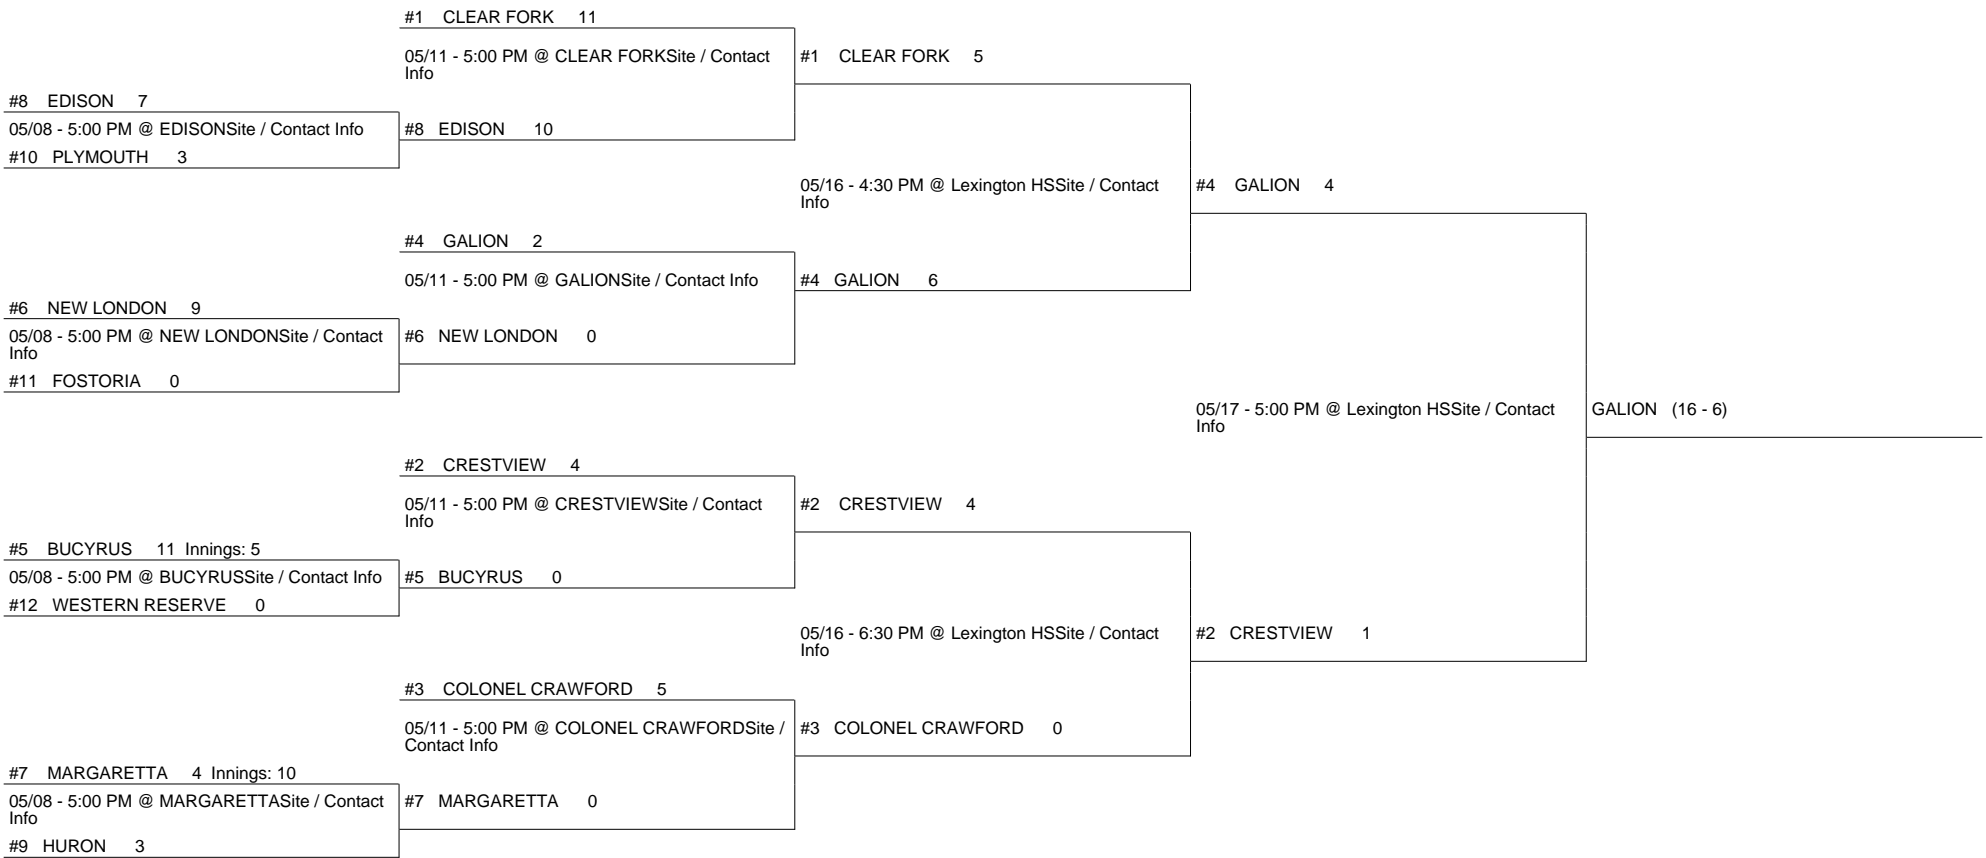 #1 CLEAR FORK 11
05/11 - 5:00 PM @ CLEAR FORKSite / Contact
Info
#8 EDISON 10
#8 EDISON 7
05/08 - 5:00 PM @ EDISONSite / Contact Info
#10 PLYMOUTH 3
#1 CLEAR FORK 5
05/16 - 4:30 PM @ Lexington HSSite / Contact
Info
#4 GALION 6
#4 GALION 2
05/11 - 5:00 PM @ GALIONSite / Contact Info
#6 NEW LONDON 0
#6 NEW LONDON 9
05/08 - 5:00 PM @ NEW LONDONSite / Contact
Info
#11 FOSTORIA 0
#4 GALION 4
05/17 - 5:00 PM @ Lexington HSSite / Contact
Info
#2 CRESTVIEW 1
GALION (16 - 6)
#2 CRESTVIEW 4
05/11 - 5:00 PM @ CRESTVIEWSite / Contact
Info
#5 BUCYRUS 0
#5 BUCYRUS 11 Innings: 5
05/08 - 5:00 PM @ BUCYRUSSite / Contact Info
#12 WESTERN RESERVE 0
#2 CRESTVIEW 4
05/16 - 6:30 PM @ Lexington HSSite / Contact
Info
#3 COLONEL CRAWFORD 0
#3 COLONEL CRAWFORD 5
05/11 - 5:00 PM @ COLONEL CRAWFORDSite /
Contact Info
#7 MARGARETTA 0
#7 MARGARETTA 4 Innings: 10
05/08 - 5:00 PM @ MARGARETTASite / Contact
Info
#9 HURON 3